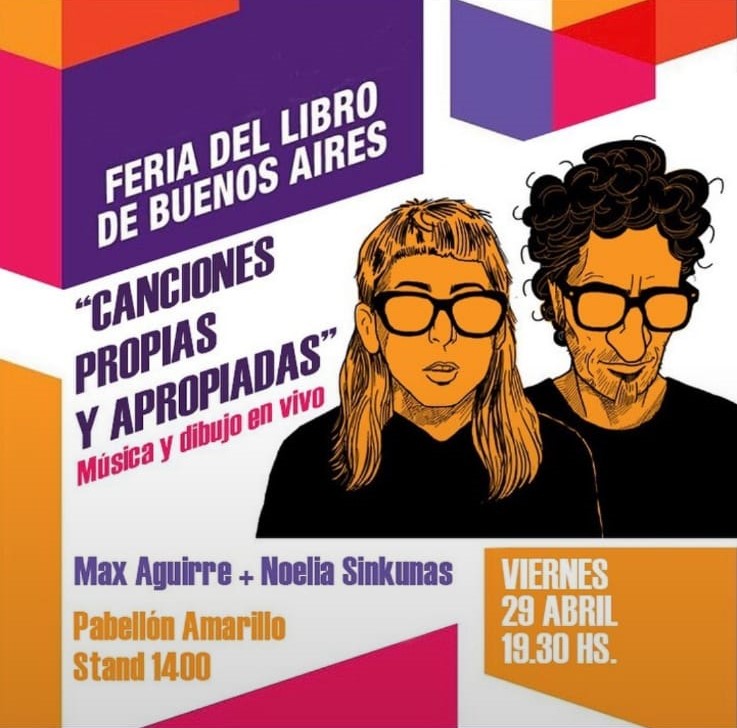 FERIA DEL LIBRO
DE BUENOS AIRES
“CANCIONES
PROPIAS
Y APROPIADAS”
Música y dibujo en vivo
Max Aguirre + Noelia Sinkunas
Pabellón Amarillo
Stand 1400
VIERNES
29 ABRIL
19.30 HS.